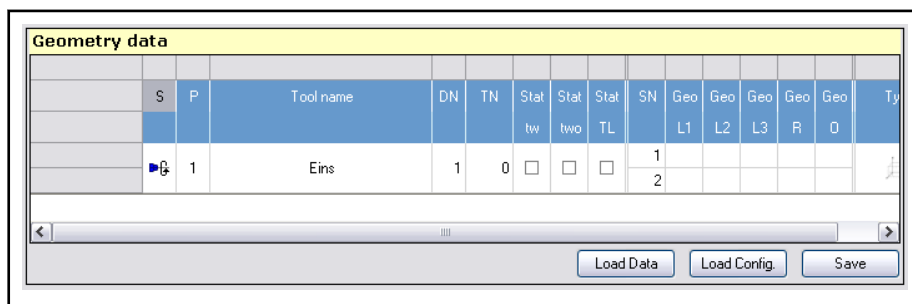 Geometry data
S P Tool name DN TN Stat Stat Stat SN Geo Geo Geo Geo Geo Ty
tw two TL L1 L2 L3 R O
1 Eins 1 0 1
2
Load Data Load Config. Save